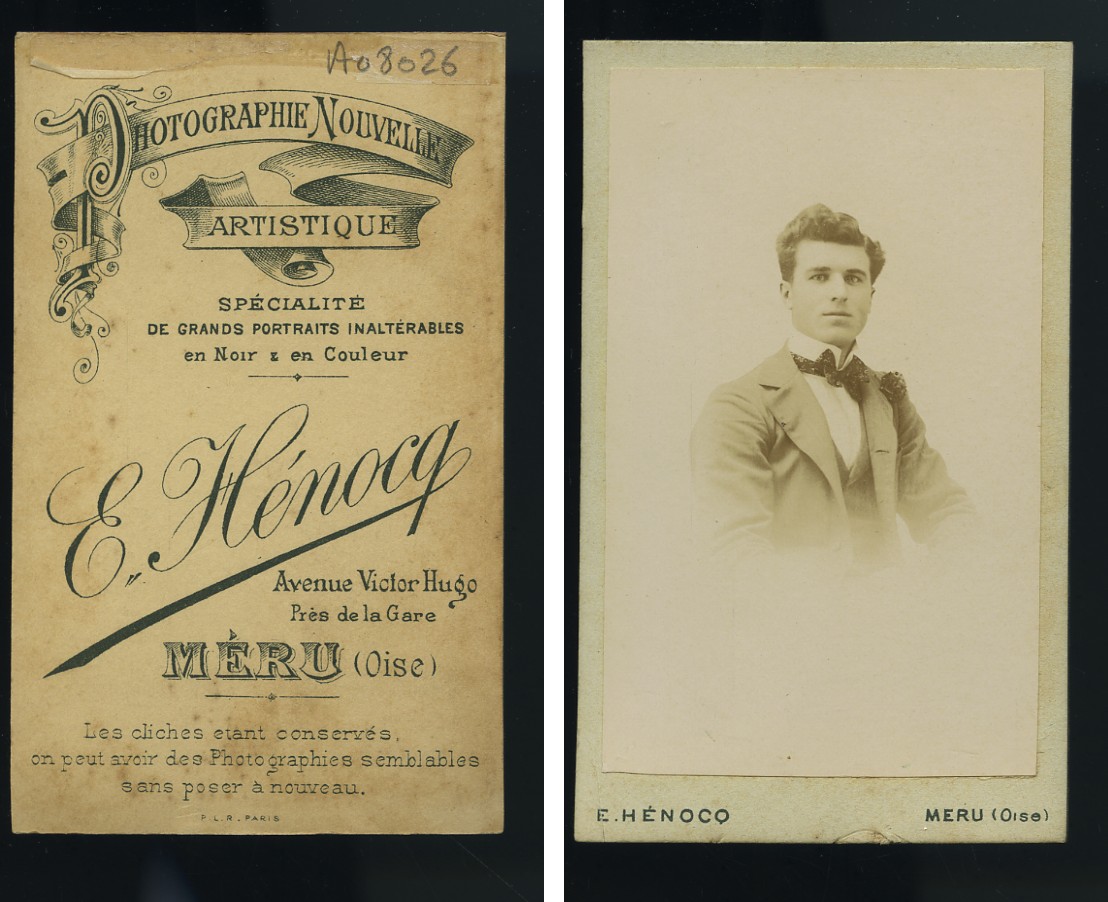 A08026
PHOTOGRAPHIE NOUVELLE
ARTISTIQUE
SPÉCIALITÉ
DE GRANDS PORTRAITS INALTÉRABLES
en Noir & en Couleur
E. Hénocq
Avenue Victor Hugo
Près de la Gare
MÉRU (Oise)
Les cliches etant conservés,
on peut avoir des Photographies semblables
sans poser à nouveau.
P.L.R. PARIS
E. HÉNOCQ MERU (Oise)